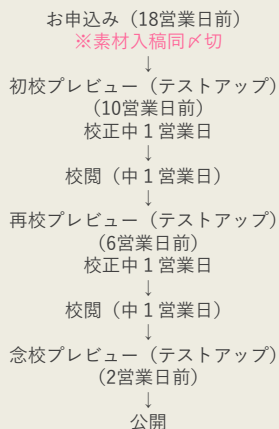 お申込み（18営業日前）
※素材入稿同〆切
↓
初校プレビュー（テストアップ）
（10営業日前）
校正中１営業日
↓
校閲（中１営業日）
↓
再校プレビュー（テストアップ）
（6営業日前）
校正中１営業日
↓
校閲（中１営業日）
↓
念校プレビュー（テストアップ）
（2営業日前）
↓
公開